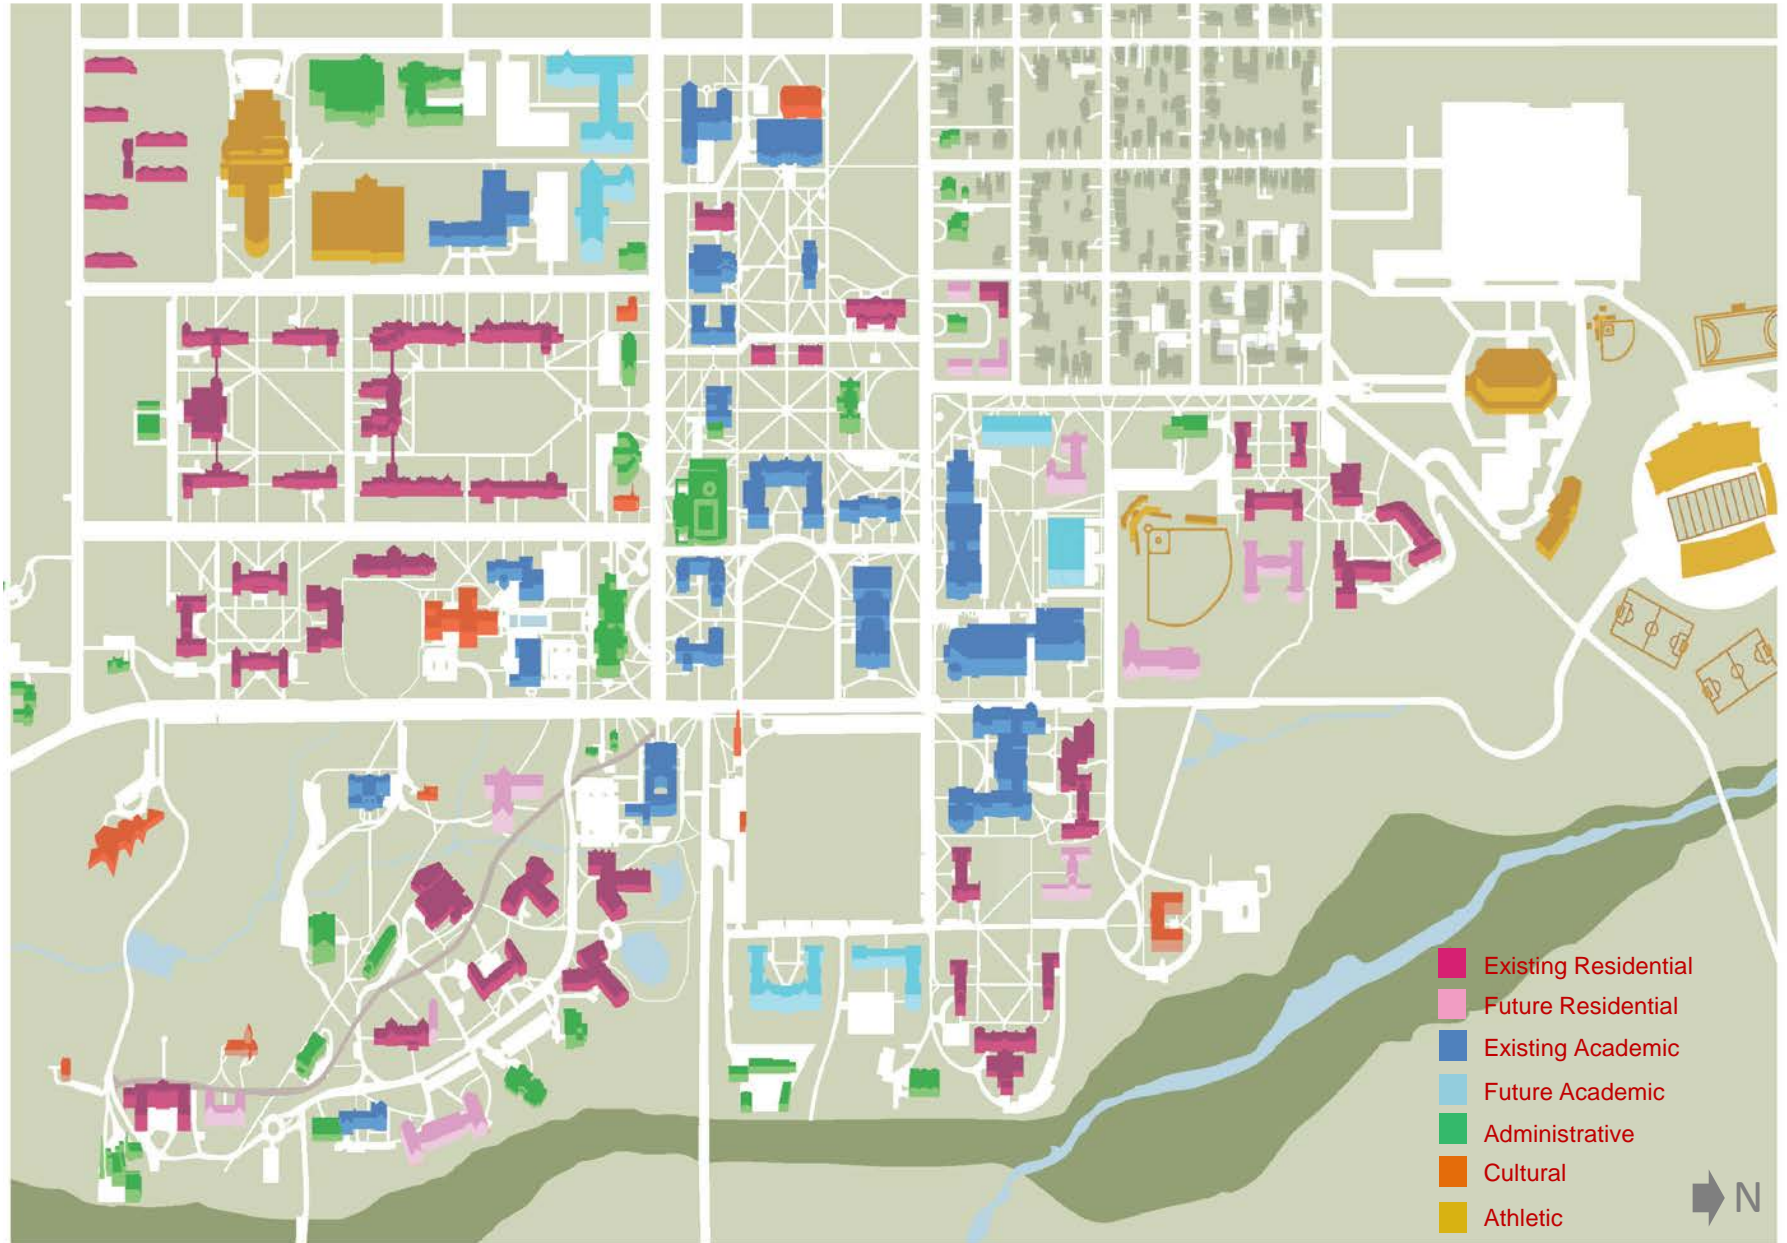 Existing Residential
Future Residential
Existing Academic
Future Academic
Administrative
Cultural
Athletic
N